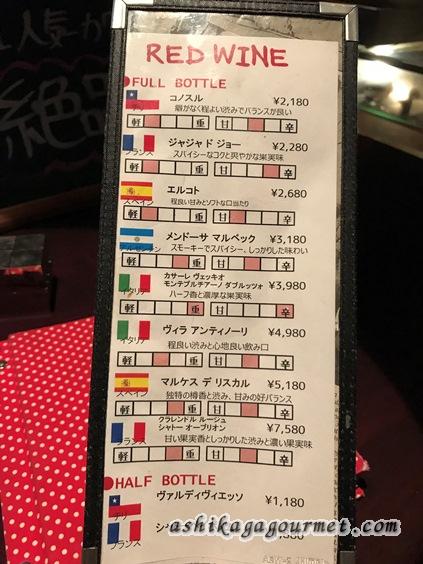 人気
RED WINE
FULL BOTTLE
チリ コノスル ¥2,180
癖がなく程よい渋みでバランスが良い
軽 重 甘 辛
フランス ジャジャ ド ジョー ¥2,280
スパイシーなコクと爽やかな果実味
軽 重 甘 辛
スペイン エルコト ¥2,680
程良い甘みとソフトな口当たり
軽 重 甘 辛
アルゼンチン メンドーサ マルベック ¥3,180
スモーキーでスパイシー、しっかりした味わい
軽 重 甘 辛
イタリア カサーレ ヴェッキオ
モンテプルチアーノ ダブルッツォ ¥3,980
ハーブ香と濃厚な果実味
軽 重 甘 辛
イタリア ヴィラ アンティノーリ ¥4,980
程良い渋みと心地良い飲み口
軽 重 甘 辛
スペイン マルケス デ リスカル ¥5,180
独特の樽香と渋み、甘みの好バランス
軽 重 甘 辛
フランス クラレンドル ルージュ
シャトー オーブリオン ¥7,580
甘い果実香としっかりした渋みと濃い果実味
軽 重 甘 辛
HALF BOTTLE
チリ ヴァルディヴィエッソ ¥1,180
フランス
ashikagagourmet.com